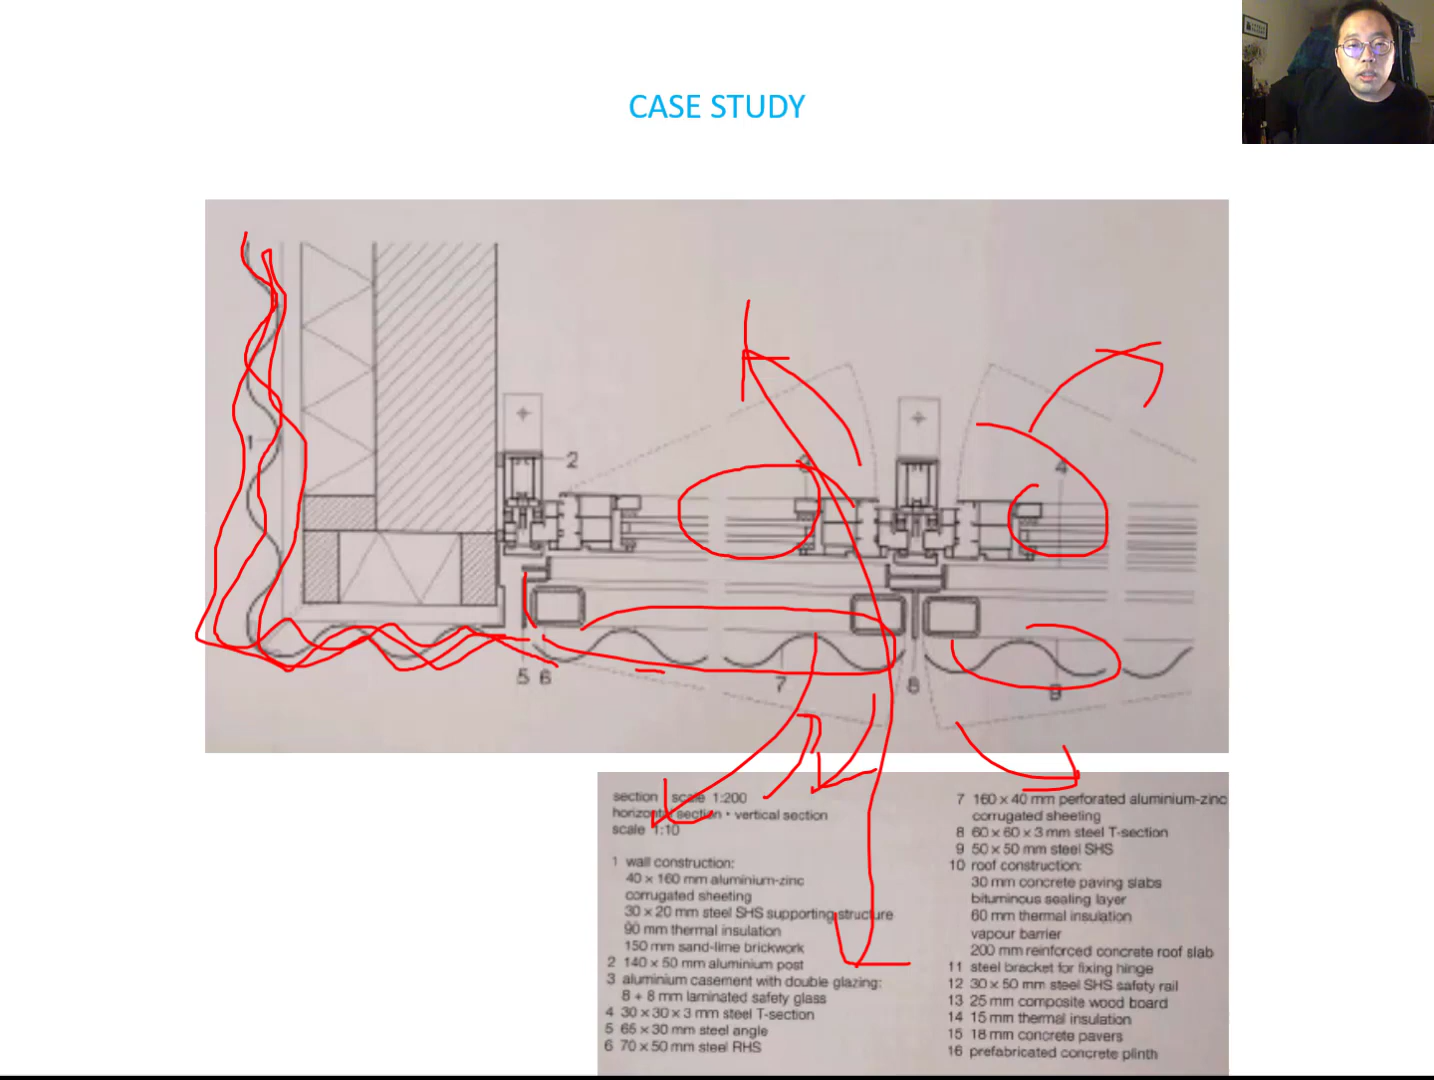 CASE STUDY
1
2
3
4
5 6
7
8
9
section scale 1:200
horizontal section • vertical section
scale 1:10
1 wall construction:
40 x 160 mm aluminium-zinc
corrugated sheeting
30 x 20 mm steel SHS supporting structure
90 mm thermal insulation
150 mm sand-lime brickwork
2 140 x 50 mm aluminium post
3 aluminium casement with double glazing:
8 + 8 mm laminated safety glass
4 30 x 30 x 3 mm steel T-section
5 65 x 30 mm steel angle
6 70 x 50 mm steel RHS
7 160 x 40 mm perforated aluminium-zinc
corrugated sheeting
8 60 x 60 x 3 mm steel T-section
9 50 x 50 mm steel SHS
10 roof construction:
30 mm concrete paving slabs
bituminous sealing layer
60 mm thermal insulation
vapour barrier
200 mm reinforced concrete roof slab
11 steel bracket for fixing hinge
12 30 x 50 mm steel SHS safety rail
13 25 mm composite wood board
14 15 mm thermal insulation
15 18 mm concrete pavers
16 prefabricated concrete plinth